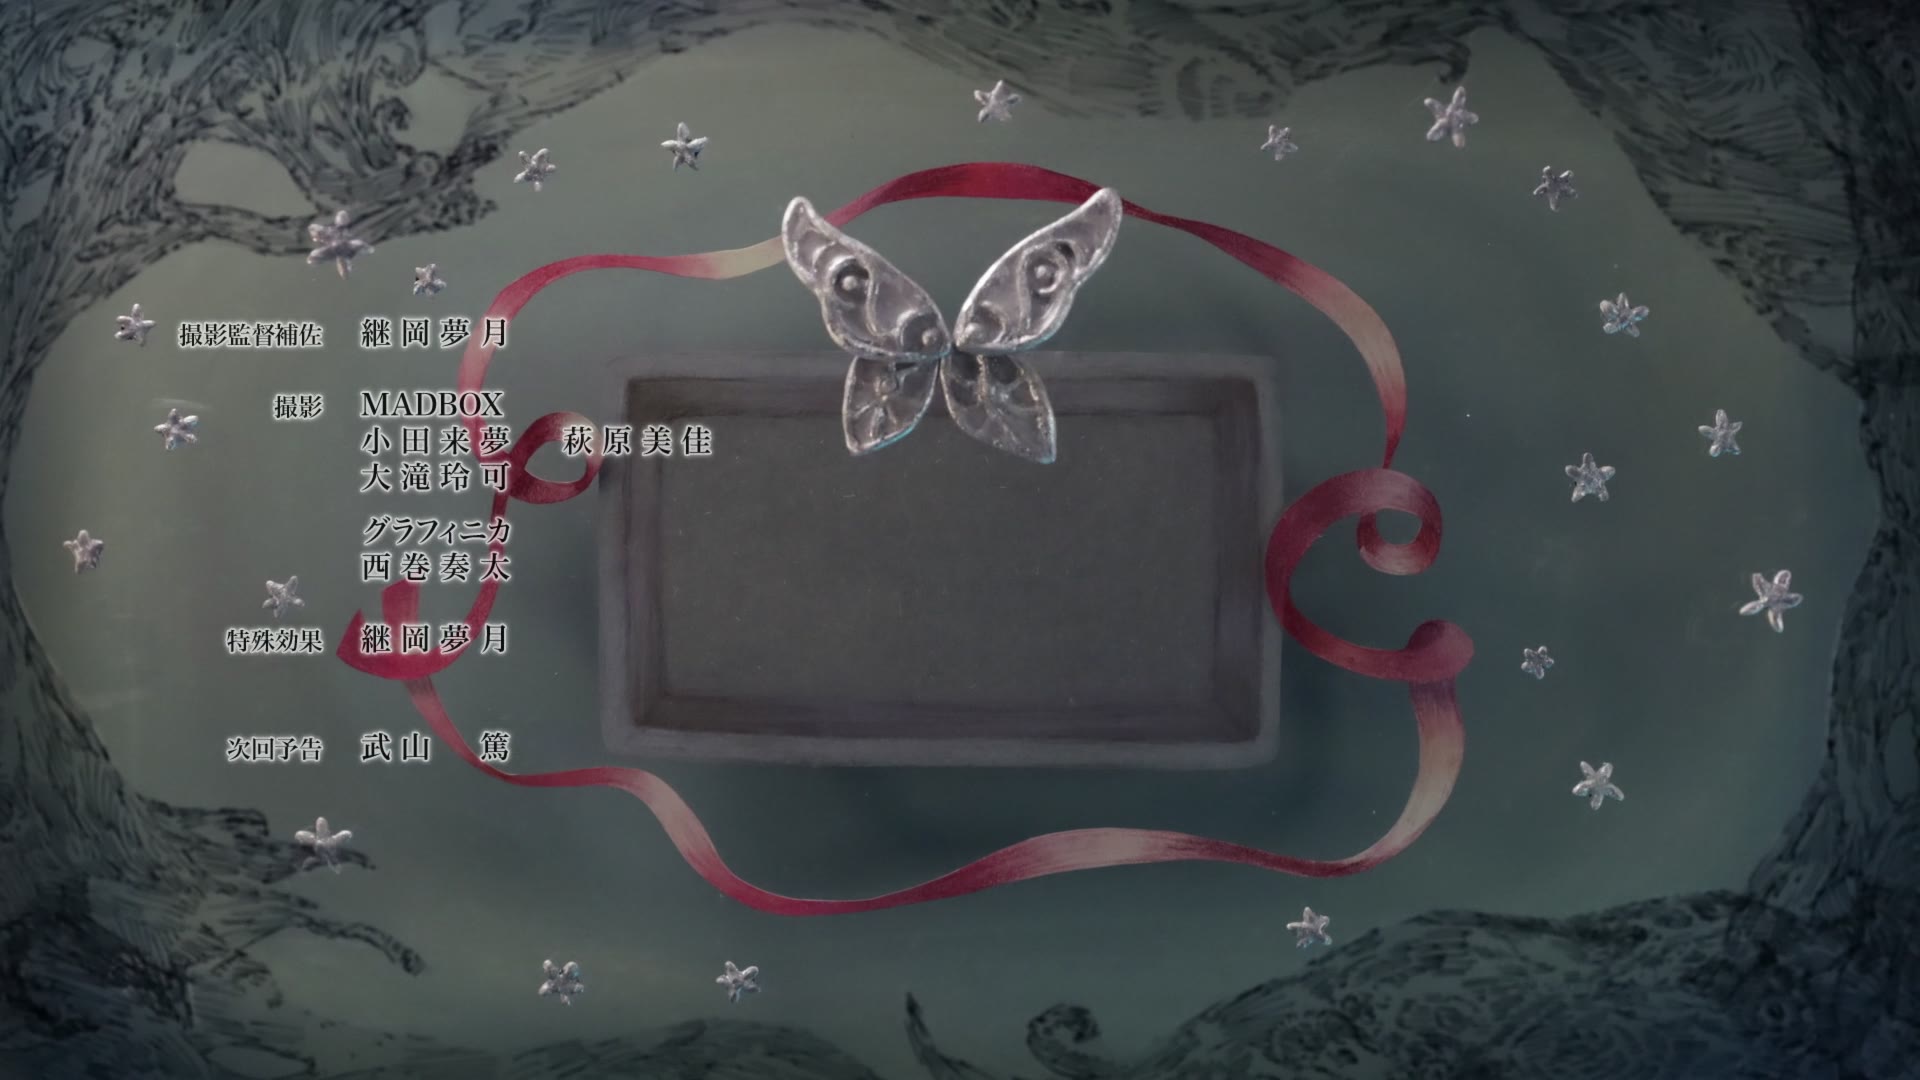 撮影監督補佐 継岡夢月
撮影 MADBOX
小田来夢 萩原美佳
大滝玲可
グラフィニカ
西巻奏太
特殊効果 継岡夢月
次回予告 武山 篤